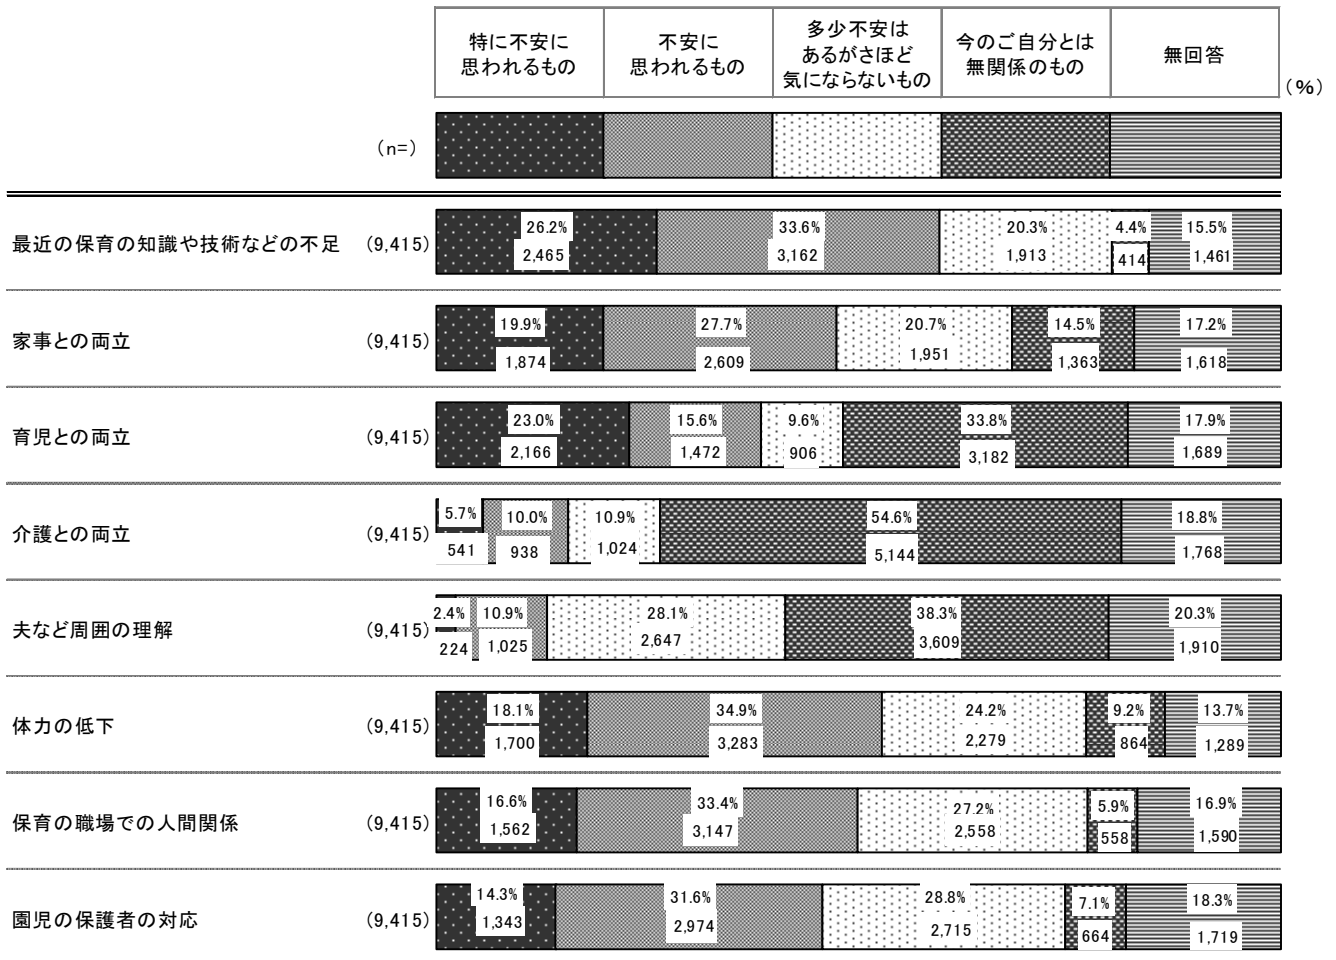 特に不安に
思われるもの
不安に
思われるもの
多少不安は
あるがさほど
気にならないもの
今のご自分とは
無関係のもの
無回答
(%)
(n=)
最近の保育の知識や技術などの不足 (9,415) 26.2% 33.6% 20.3% 4.4% 15.5%
2,465 3,162 1,913 414 1,461
家事との両立 (9,415) 19.9% 27.7% 20.7% 14.5% 17.2%
1,874 2,609 1,951 1,363 1,618
育児との両立 (9,415) 23.0% 15.6% 9.6% 33.8% 17.9%
2,166 1,472 906 3,182 1,689
介護との両立 (9,415) 5.7% 10.0% 10.9% 54.6% 18.8%
541 938 1,024 5,144 1,768
夫など周囲の理解 (9,415) 2.4% 10.9% 28.1% 38.3% 20.3%
224 1,025 2,647 3,609 1,910
体力の低下 (9,415) 18.1% 34.9% 24.2% 9.2% 13.7%
1,700 3,283 2,279 864 1,289
保育の職場での人間関係 (9,415) 16.6% 33.4% 27.2% 5.9% 16.9%
1,562 3,147 2,558 558 1,590
園児の保護者の対応 (9,415) 14.3% 31.6% 28.8% 7.1% 18.3%
1,343 2,974 2,715 664 1,719